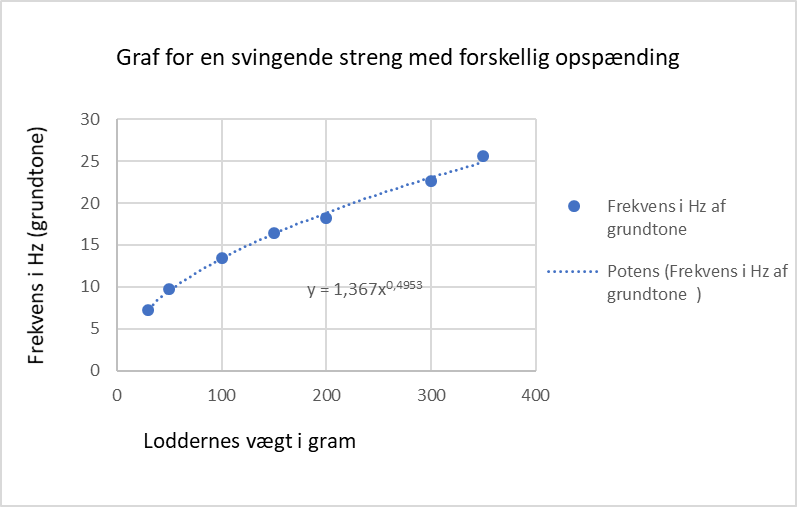 Graf for en svingende streng med forskellig opspænding
Frekvens i Hz (grundtone)
30
25
20
15
10
5
0
0 100 200 300 400
y = 1,367x^0,4953
Loddernes vægt i gram
Frekvens i Hz af
grundtone
Potens (Frekvens i Hz af
grundtone  )